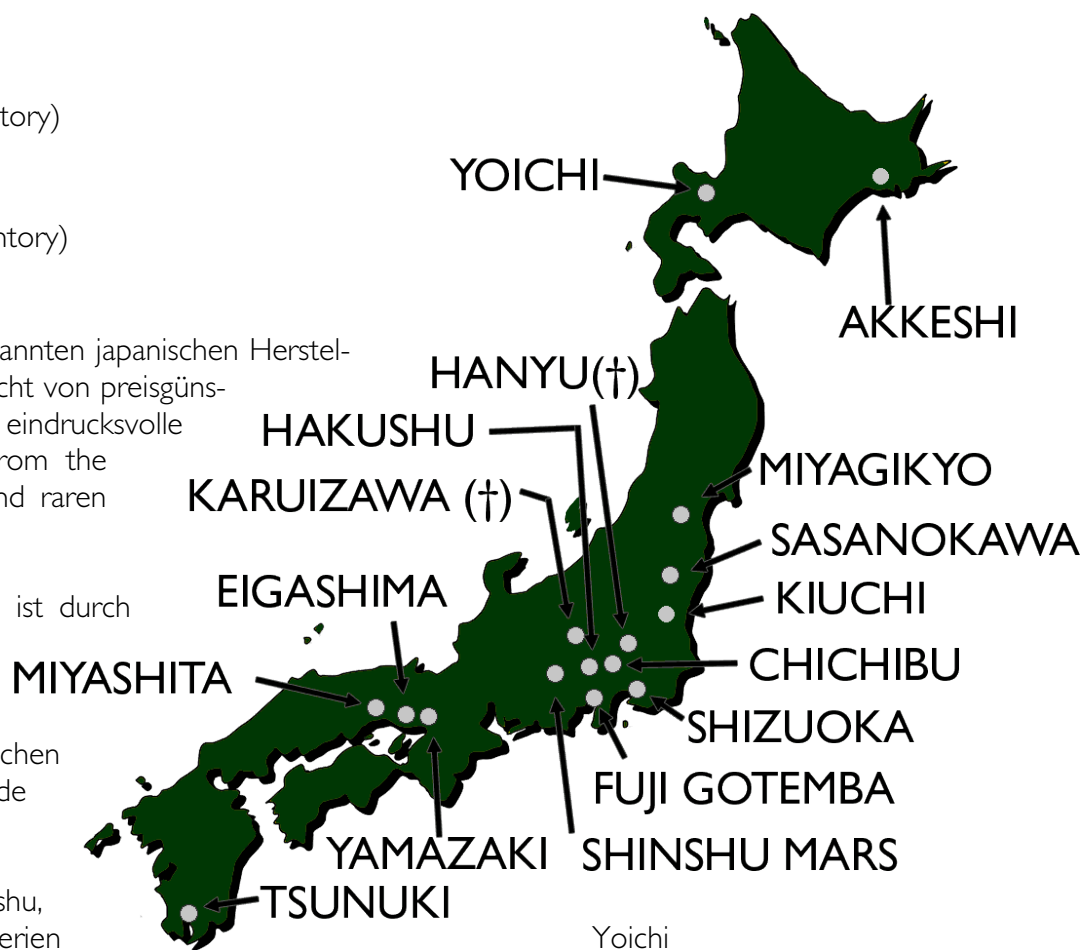 tory)
YOICHI
ntory)
AKKESHI
annten japanischen Herstel-
HANYU(†)
cht von preisgüns-
eindrucksvolle
HAKUSHU
rom the
MIYAGIKYO
nd raren
KARUIZAWA (†)
SASANOKAWA
EIGASHIMA
KIUCHI
ist durch
CHICHIBU
MIYASHITA
SHIZUOKA
chen
FUJI GOTEMBA
de
YAMAZAKI
SHINSHU MARS
shu,
TSUNUKI
erien
Yoichi